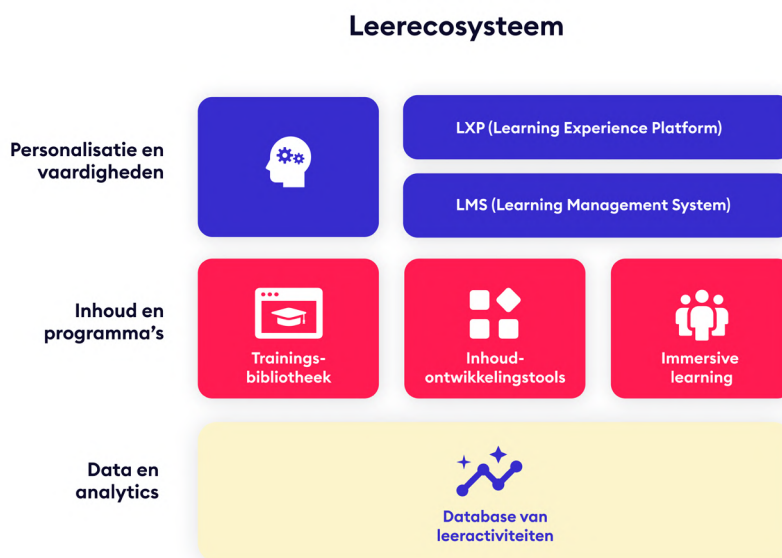 Leerecosysteem
Personalisatie en
vaardigheden
LXP (Learning Experience Platform)
LMS (Learning Management System)
Inhoud en
programma’s
Trainings-
bibliotheek
Inhoud-
ontwikkelingstools
Immersive
learning
Data en
analytics
Database van
leeractiviteiten